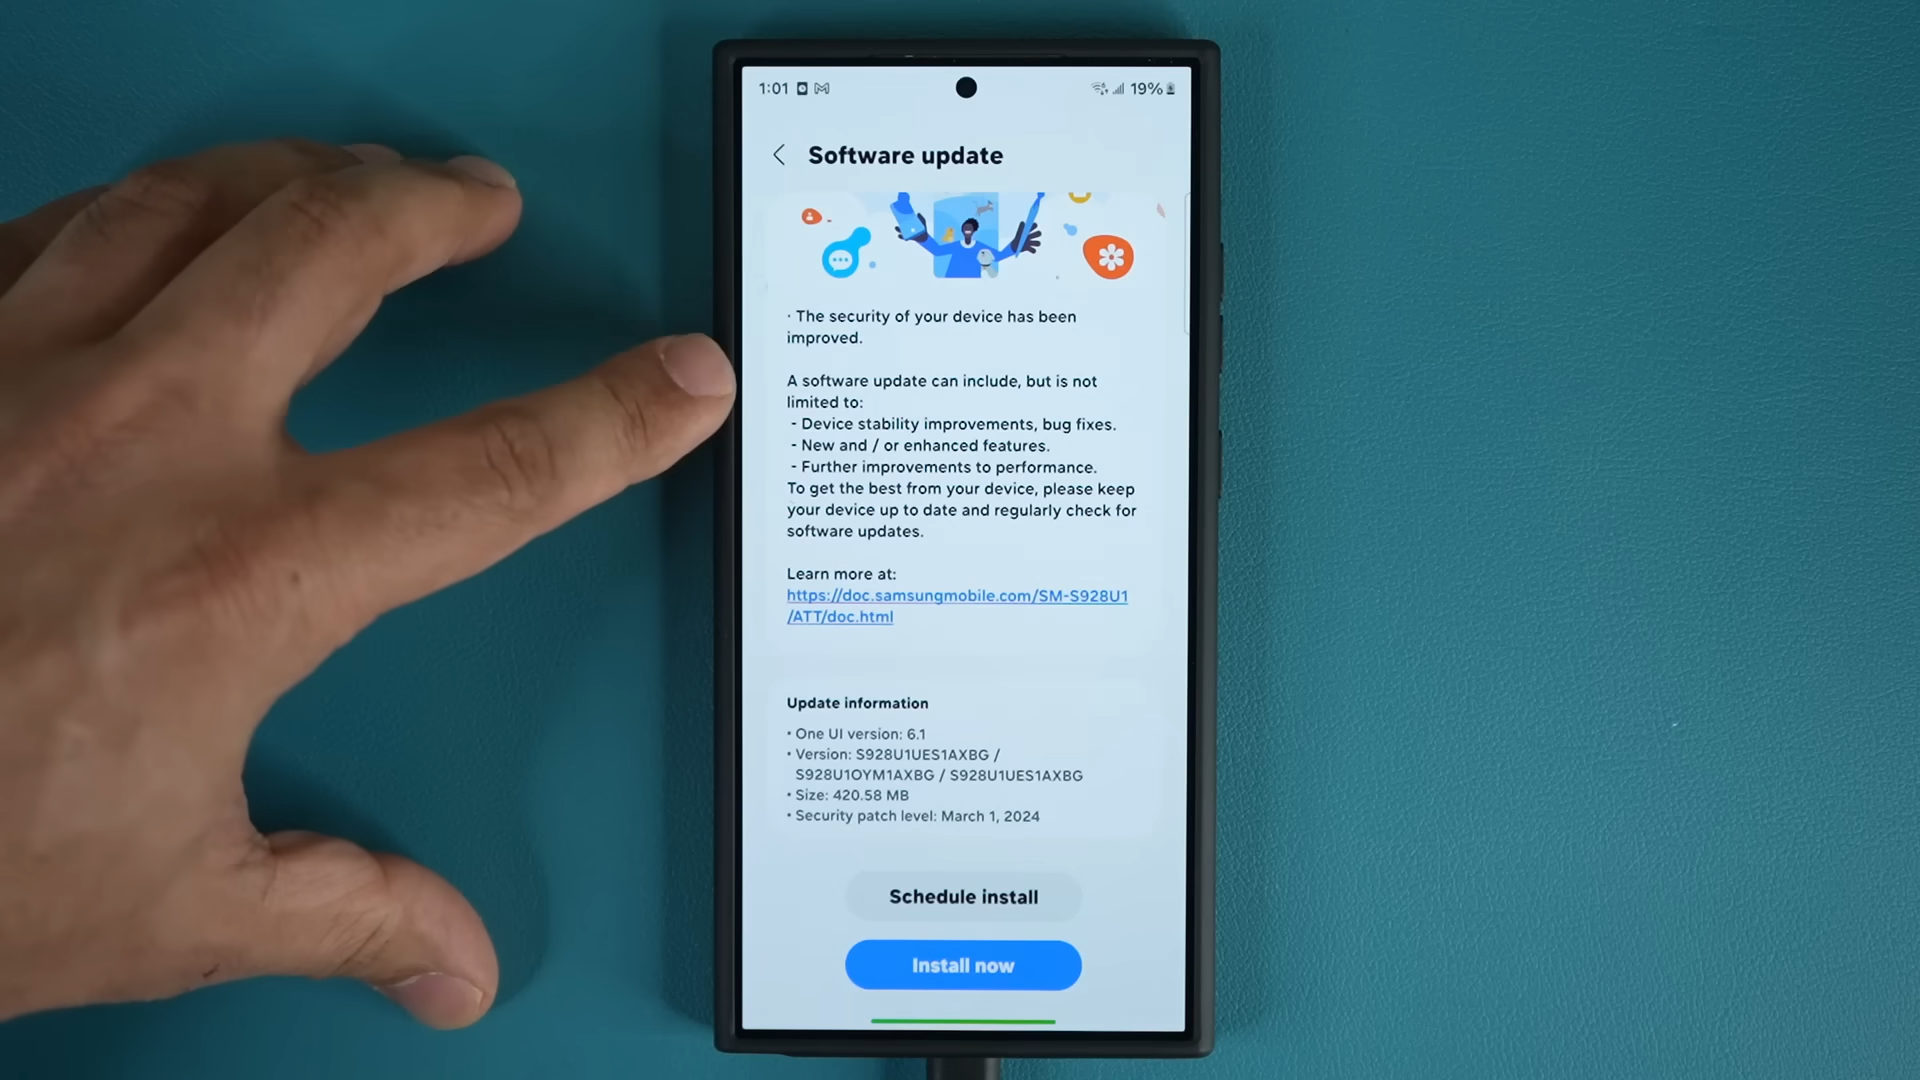 1:01 19%
Software update
· The security of your device has been
improved.
A software update can include, but is not
limited to:
- Device stability improvements, bug fixes.
- New and / or enhanced features.
- Further improvements to performance.
To get the best from your device, please keep
your device up to date and regularly check for
software updates.
Learn more at:
https://doc.samsungmobile.com/SM-S928U1
/ATT/doc.html
Update information
• One UI version: 6.1
• Version: S928U1UES1AXBG /
S928U1OYM1AXBG / S928U1UES1AXBG
• Size: 420.58 MB
• Security patch level: March 1, 2024
Schedule install
Install now